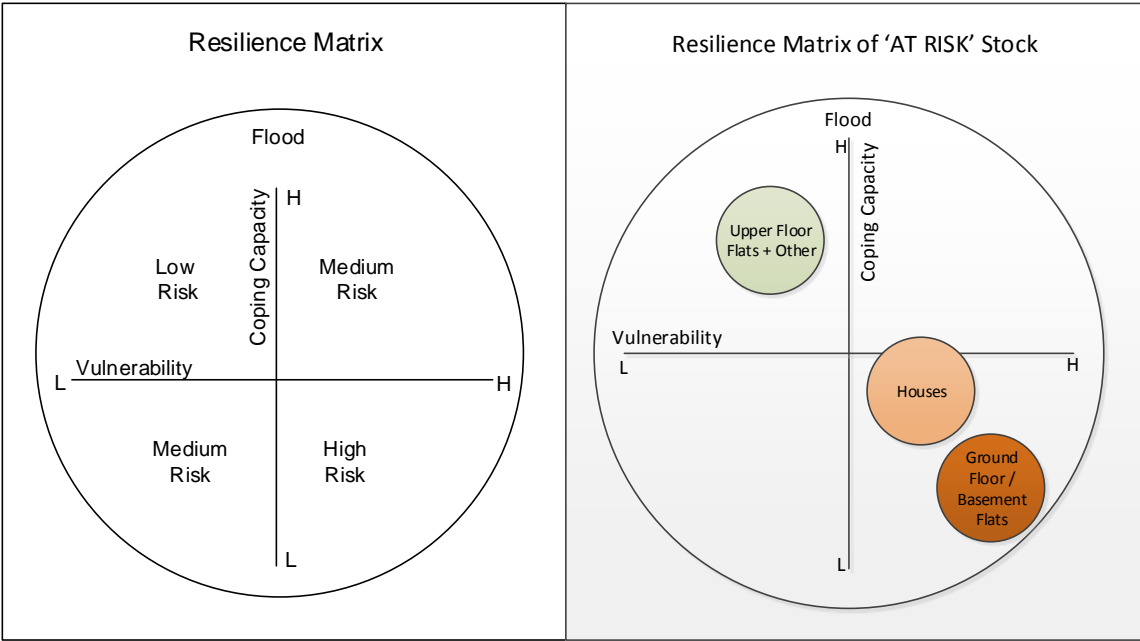 Resilience Matrix
Flood
H
Coping Capacity
Low
Risk
Medium
Risk
Vulnerability
L
H
Medium
Risk
High
Risk
L
Resilience Matrix of ‘AT RISK’ Stock
Flood
H
Coping Capacity
Upper Floor
Flats + Other
Vulnerability
L
H
Houses
Ground
Floor /
Basement
Flats
L